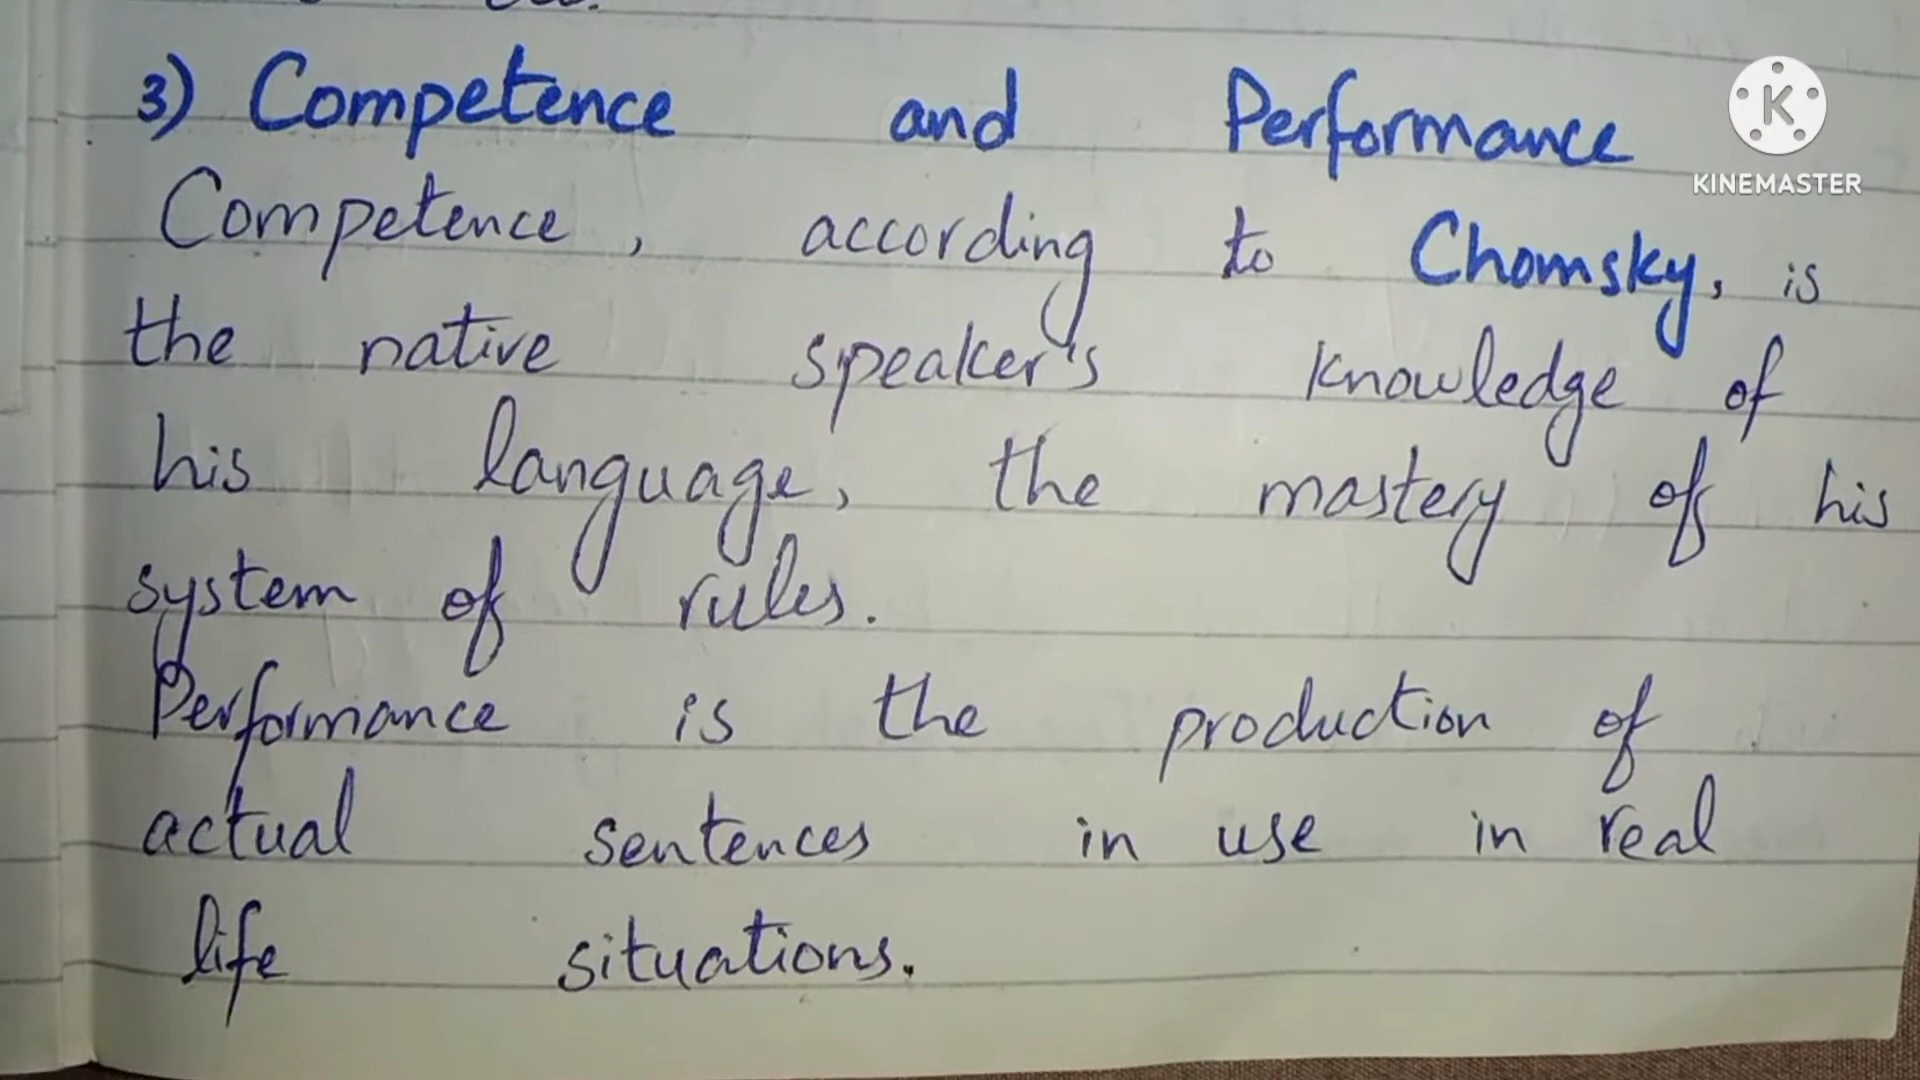 3) Competence and Performance
Competence, according to Chomsky, is
the native speaker's knowledge of
his language, the mastery of his
system of rules.
Performance is the production of
actual sentences in use in real
life situations.
KINEMASTER